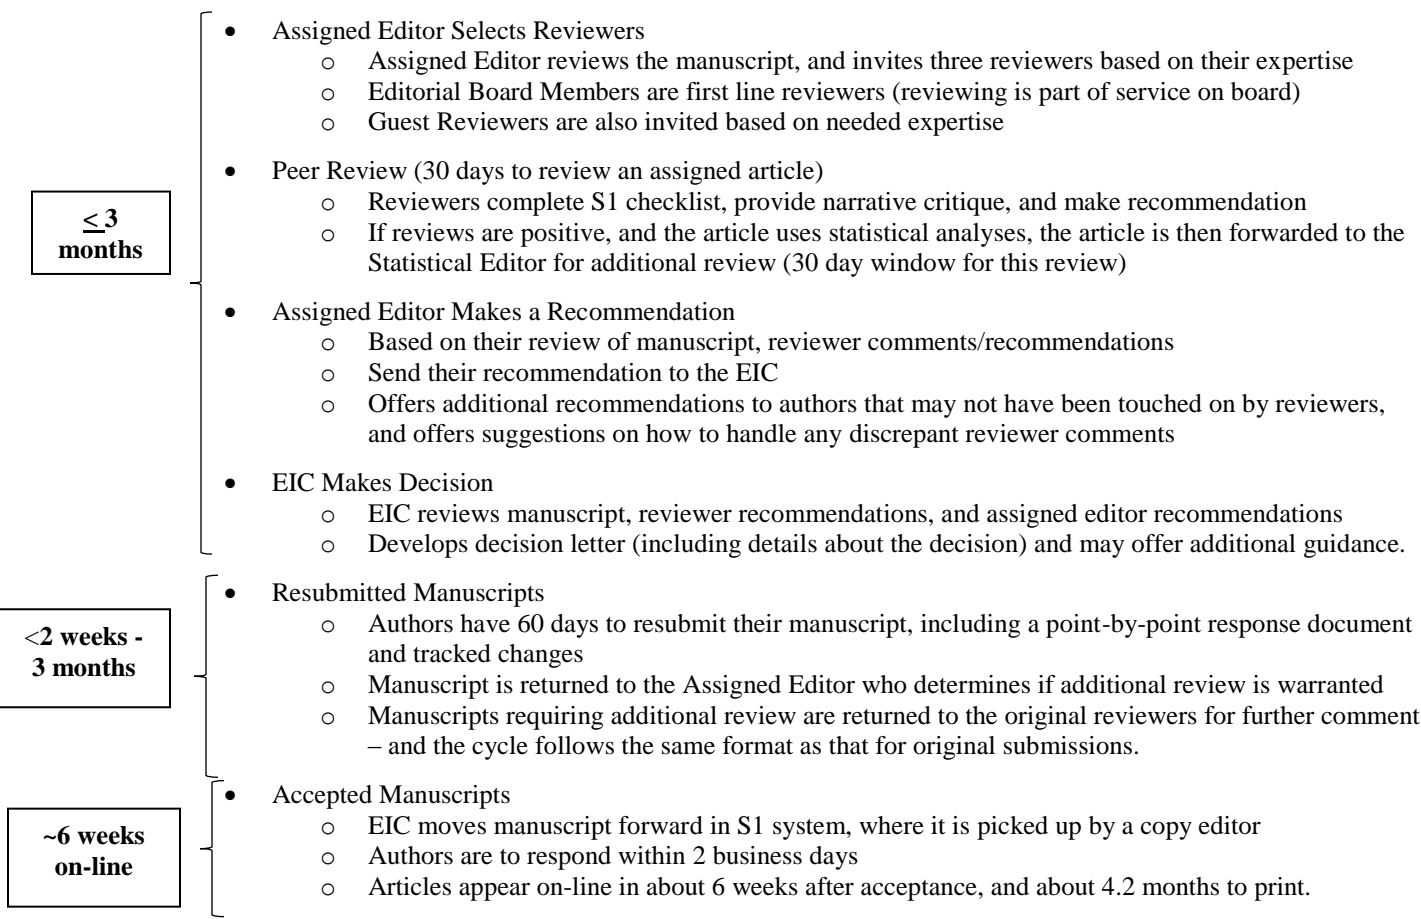 • Assigned Editor Selects Reviewers
o Assigned Editor reviews the manuscript, and invites three reviewers based on their expertise
o Editorial Board Members are first line reviewers (reviewing is part of service on board)
o Guest Reviewers are also invited based on needed expertise
• Peer Review (30 days to review an assigned article)
o Reviewers complete S1 checklist, provide narrative critique, and make recommendation
o If reviews are positive, and the article uses statistical analyses, the article is then forwarded to the
Statistical Editor for additional review (30 day window for this review)
≤ 3
months
• Assigned Editor Makes a Recommendation
o Based on their review of manuscript, reviewer comments/recommendations
o Send their recommendation to the EIC
o Offers additional recommendations to authors that may not have been touched on by reviewers,
and offers suggestions on how to handle any discrepant reviewer comments
• EIC Makes Decision
o EIC reviews manuscript, reviewer recommendations, and assigned editor recommendations
o Develops decision letter (including details about the decision) and may offer additional guidance.
<2 weeks -
3 months
• Resubmitted Manuscripts
o Authors have 60 days to resubmit their manuscript, including a point-by-point response document
and tracked changes
o Manuscript is returned to the Assigned Editor who determines if additional review is warranted
o Manuscripts requiring additional review are returned to the original reviewers for further comment
– and the cycle follows the same format as that for original submissions.
~6 weeks
on-line
• Accepted Manuscripts
o EIC moves manuscript forward in S1 system, where it is picked up by a copy editor
o Authors are to respond within 2 business days
o Articles appear on-line in about 6 weeks after acceptance, and about 4.2 months to print.